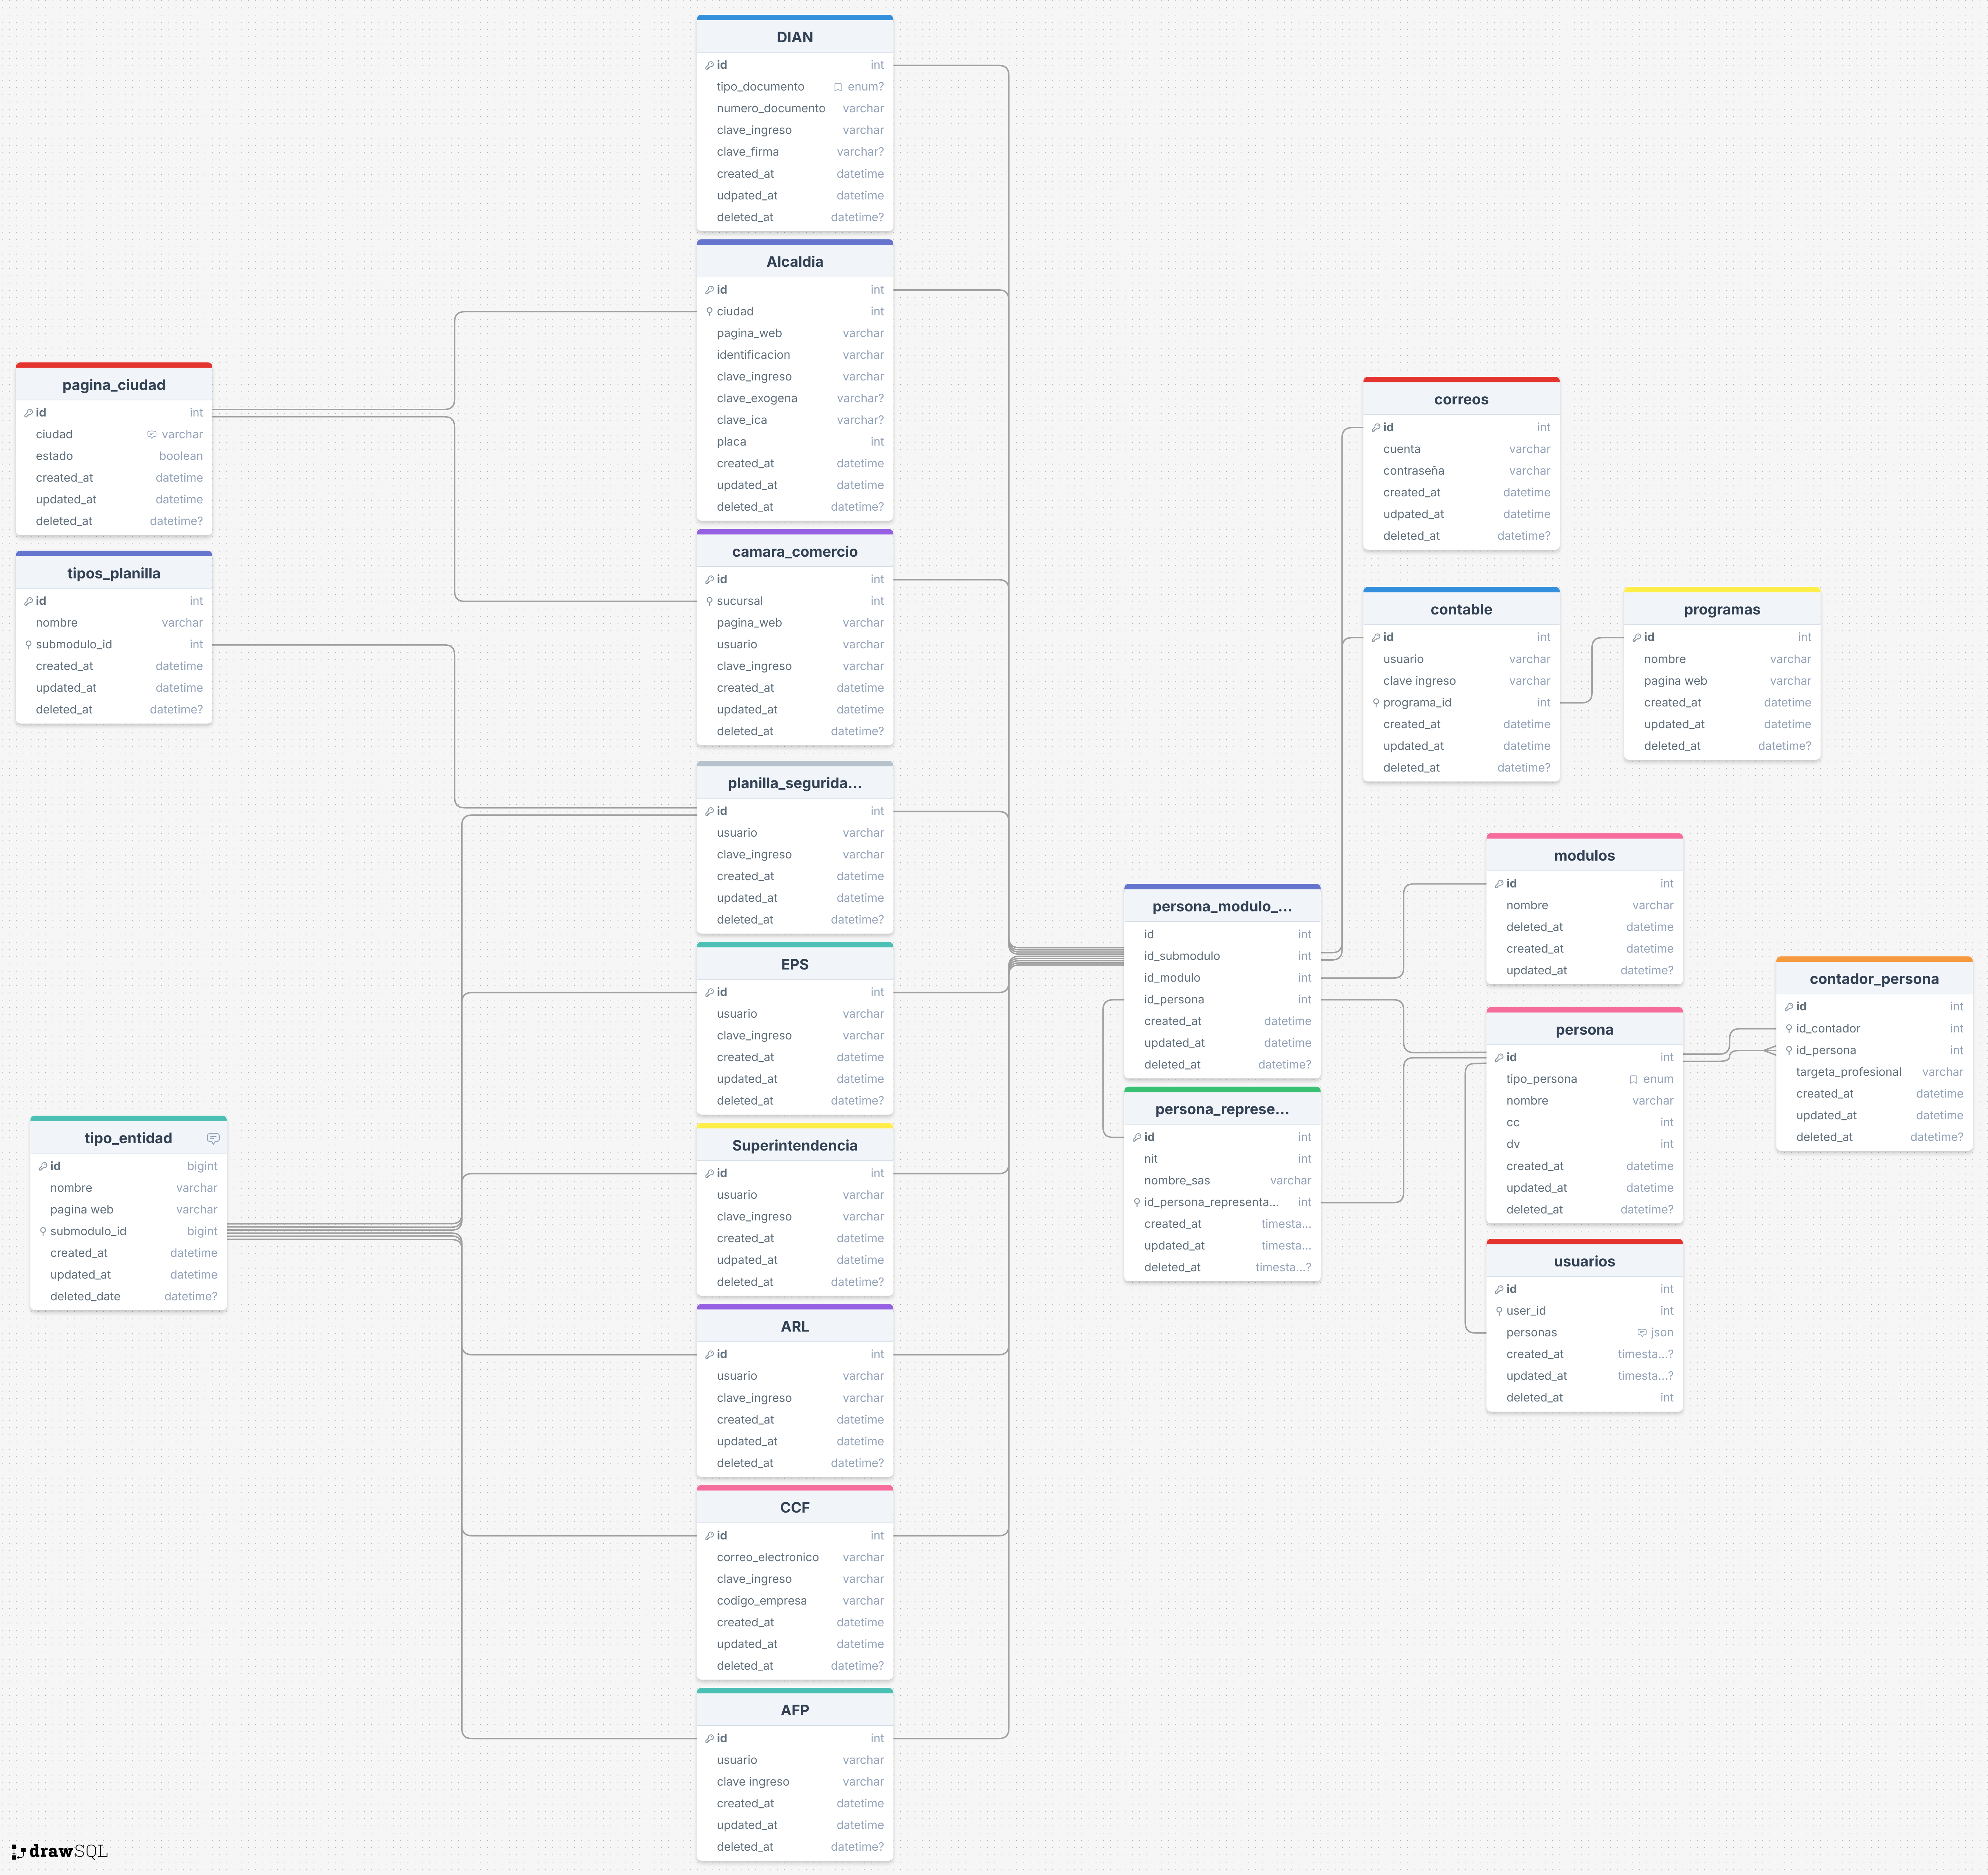 DIAN
id int
tipo_documento enum?
numero_documento varchar
clave_ingreso varchar
clave_firma varchar?
created_at datetime
udpated_at datetime
deleted_at datetime?
Alcaldia
id int
ciudad int
pagina_web varchar
identificacion varchar
clave_ingreso varchar
clave_exogena varchar?
clave_ica varchar?
placa int
created_at datetime
updated_at datetime
deleted_at datetime?
pagina_ciudad
id int
ciudad varchar
estado boolean
created_at datetime
updated_at datetime
deleted_at datetime?
tipos_planilla
id int
nombre varchar
submodulo_id int
created_at datetime
updated_at datetime
deleted_at datetime?
camara_comercio
id int
sucursal int
pagina_web varchar
usuario varchar
clave_ingreso varchar
created_at datetime
updated_at datetime
deleted_at datetime?
planilla_segurida...
id int
usuario varchar
clave_ingreso varchar
created_at datetime
updated_at datetime
deleted_at datetime?
EPS
id int
usuario varchar
clave_ingreso varchar
created_at datetime
updated_at datetime
deleted_at datetime?
tipo_entidad
id bigint
nombre varchar
pagina web varchar
submodulo_id bigint
created_at datetime
updated_at datetime
deleted_date datetime?
Superintendencia
id int
usuario varchar
clave_ingreso varchar
created_at datetime
udpated_at datetime
deleted_at datetime?
ARL
id int
usuario varchar
clave_ingreso varchar
created_at datetime
updated_at datetime
deleted_at datetime?
CCF
id int
correo_electronico varchar
clave_ingreso varchar
codigo_empresa varchar
created_at datetime
updated_at datetime
deleted_at datetime?
AFP
id int
usuario varchar
clave ingreso varchar
created_at datetime
updated_at datetime
deleted_at datetime?
correos
id int
cuenta varchar
contraseña varchar
created_at datetime
udpated_at datetime
deleted_at datetime?
contable
id int
usuario varchar
clave ingreso varchar
programa_id int
created_at datetime
updated_at datetime
deleted_at datetime?
programas
id int
nombre varchar
pagina web varchar
created_at datetime
updated_at datetime
deleted_at datetime?
modulos
id int
nombre varchar
deleted_at datetime
created_at datetime
updated_at datetime?
persona_modulo_...
id int
id_submodulo int
id_modulo int
id_persona int
created_at datetime
updated_at datetime
deleted_at datetime?
persona_represe...
id int
nit int
nombre_sas varchar
id_persona_representa... int
created_at timesta...
updated_at timesta...
deleted_at timesta...?
persona
id int
tipo_persona enum
nombre varchar
cc int
dv int
created_at datetime
updated_at datetime
deleted_at datetime?
contador_persona
id int
id_contador int
id_persona int
targeta_profesional varchar
created_at datetime
updated_at datetime
deleted_at datetime?
usuarios
id int
user_id int
personas json
created_at timesta...?
updated_at timesta...?
deleted_at int
drawSQL